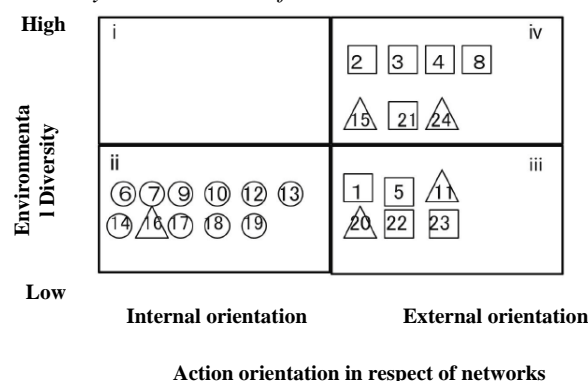 High
i
iv
2 3 4 8
15 21 24
Environmenta
l Diversity
ii
iii
6 7 9 10 12 13
1 5 11
14 16 17 18 19
20 22 23
Low
Internal orientation
External orientation
Action orientation in respect of networks